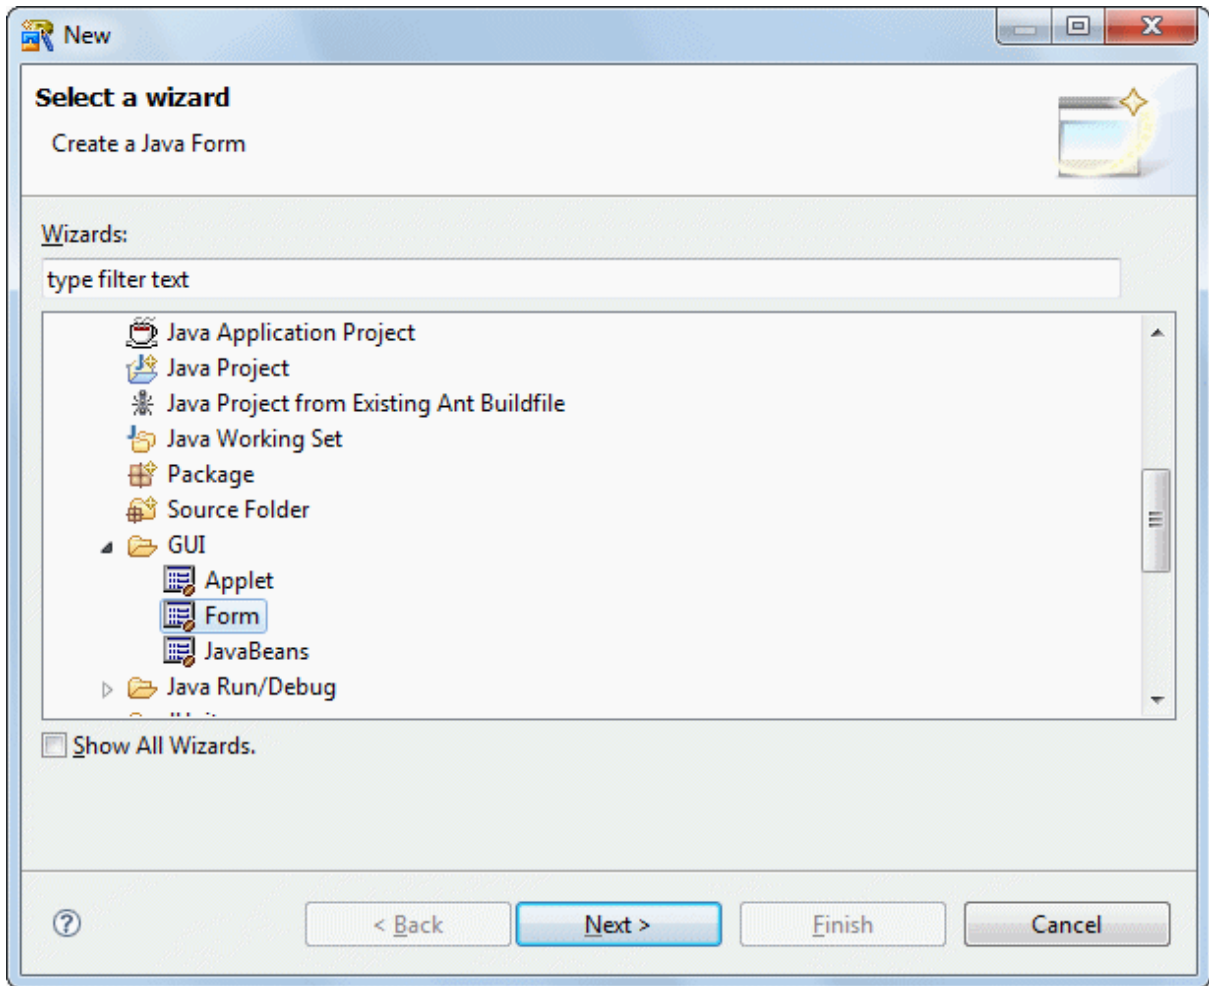 New
Select a wizard
Create a Java Form
Wizards:
type filter text
Java Application Project
Java Project
Java Project from Existing Ant Buildfile
Java Working Set
Package
Source Folder
GUI
Applet
Form
JavaBeans
Java Run/Debug
Show All Wizards.
< Back
Next >
Finish
Cancel